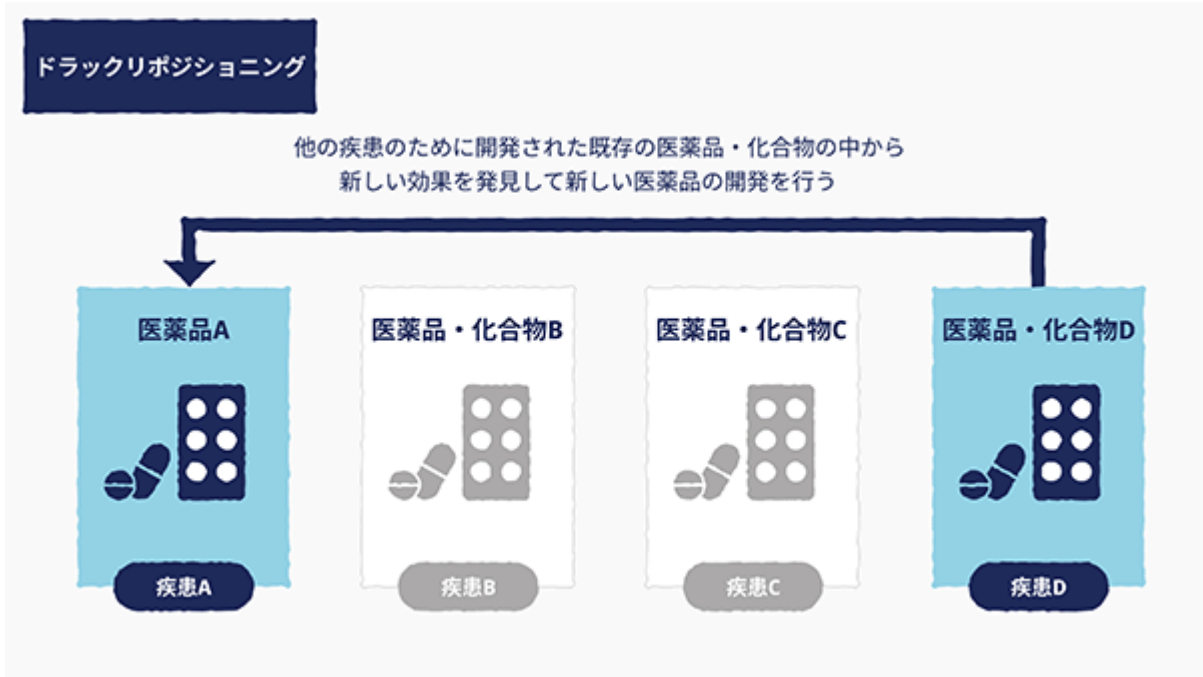 ドラックリポジショニング
他の疾患のために開発された既存の医薬品・化合物の中から
新しい効果を発見して新しい医薬品の開発を行う
医薬品A
医薬品・化合物B
医薬品・化合物C
医薬品・化合物D
疾患A
疾患B
疾患C
疾患D